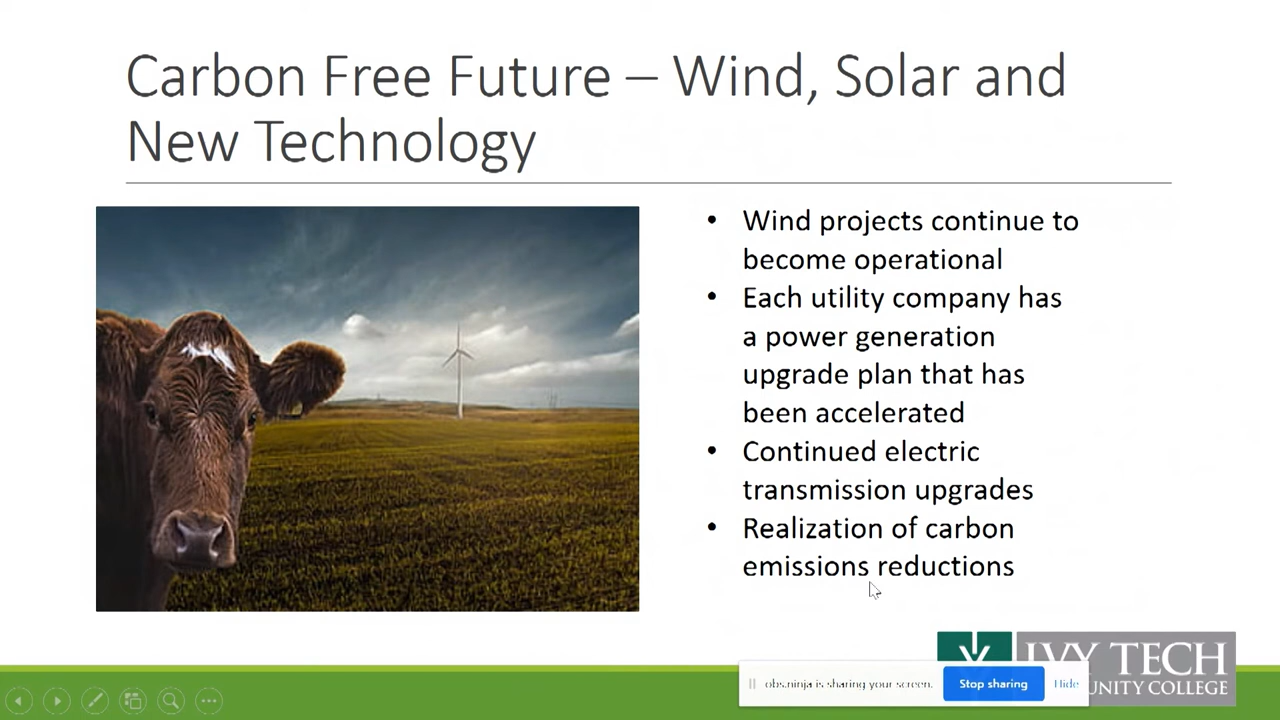 Carbon Free Future – Wind, Solar and
New Technology
• Wind projects continue to
become operational
• Each utility company has
a power generation
upgrade plan that has
been accelerated
• Continued electric
transmission upgrades
• Realization of carbon
emissions reductions
IVY TECH
UNITY COLLEGE
obs.ninja is sharing your screen.
Stop sharing
Hide